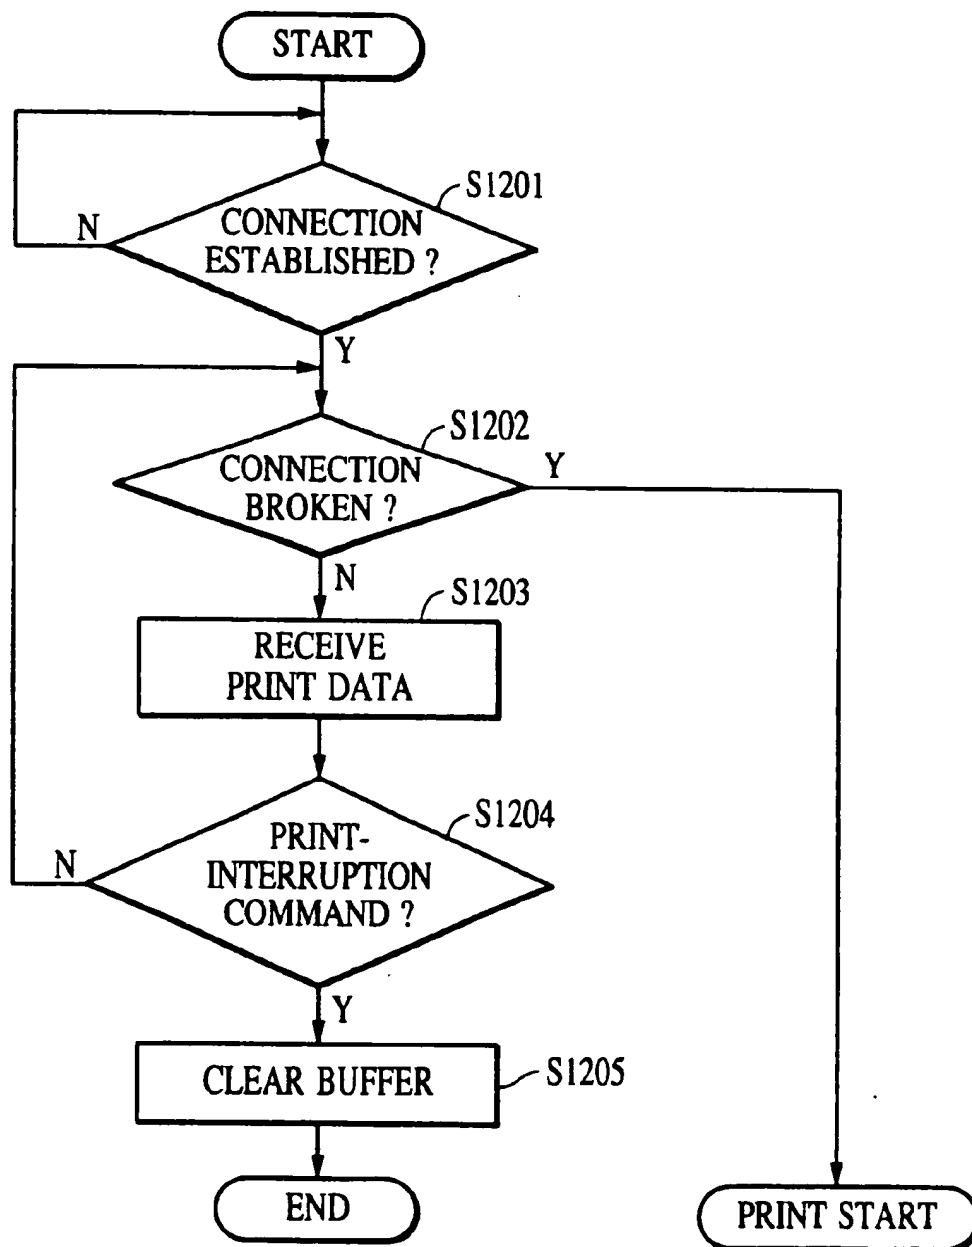 START
S1201
CONNECTION
ESTABLISHED ?
N
Y
S1202
CONNECTION
BROKEN ?
Y
N
S1203
RECEIVE
PRINT DATA
S1204
PRINT-
INTERRUPTION
COMMAND ?
N
Y
CLEAR BUFFER
S1205
END
PRINT START